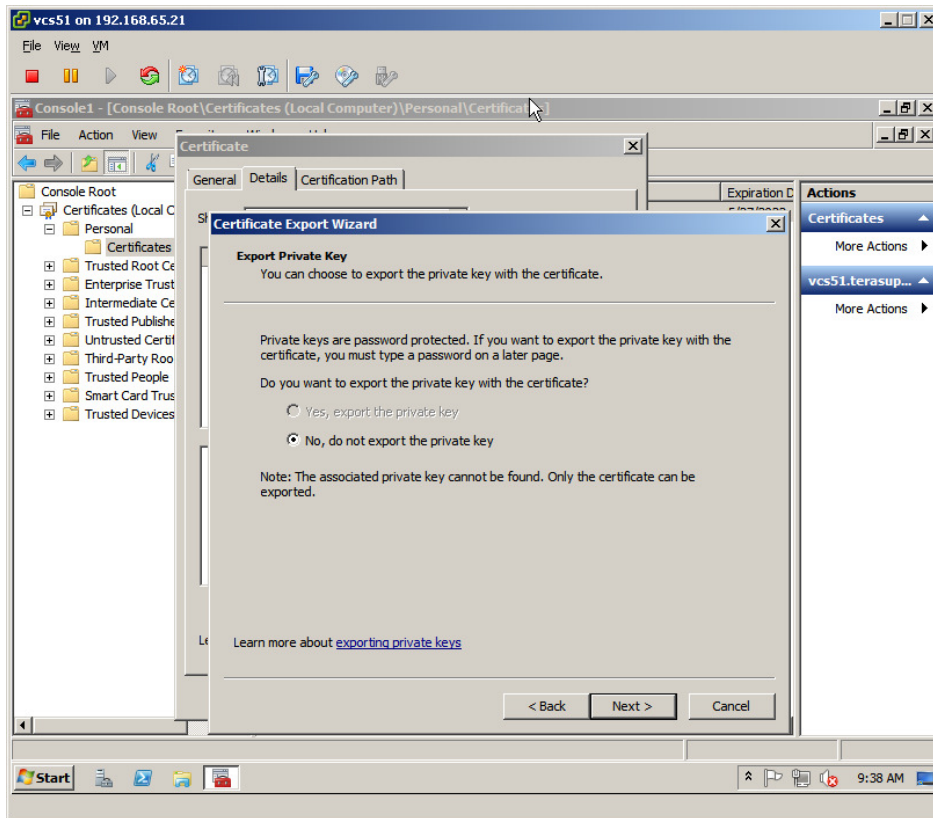 vcs51 on 192.168.65.21
File View VM
Console1 - [Console Root\Certificates (Local Computer)\Personal\Certificates]
File Action View
Certificate
General Details Certification Path
Console Root
Certificates (Local C
Personal
Certificates
Trusted Root Ce
Enterprise Trust
Intermediate Ce
Trusted Publishe
Untrusted Certif
Third-Party Roo
Trusted People
Smart Card Trus
Trusted Devices
Expiration D
Actions
Certificates
More Actions
vcs51.terasup...
More Actions
Certificate Export Wizard
Export Private Key
You can choose to export the private key with the certificate.
Private keys are password protected. If you want to export the private key with the
certificate, you must type a password on a later page.
Do you want to export the private key with the certificate?
Yes, export the private key
No, do not export the private key
Note: The associated private key cannot be found. Only the certificate can be
exported.
Learn more about exporting private keys
< Back Next > Cancel
Start
9:38 AM